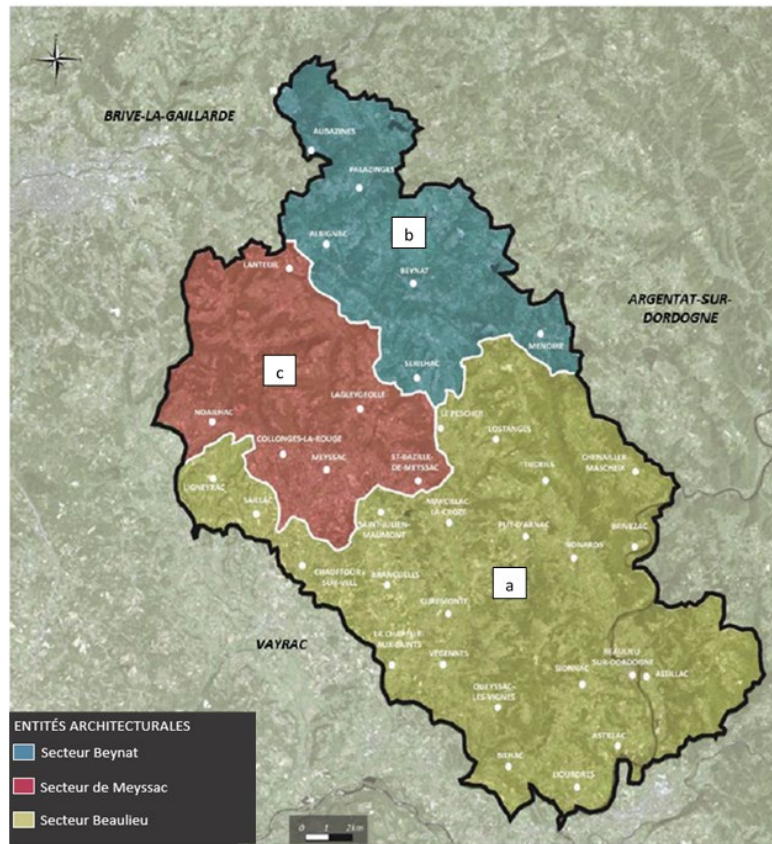 BRIVE-LA-GAILLARDE
AUBAZINES
PALAZINGES
b
ALBIGNAC
LANTEUIL
BEYNAT
ARGENTAT-SUR-
DORDOGNE
MENOIRE
SERILHAC
c
LAGLEYGEOLLE
NOAILHAC
LE PESCHER
LOSTANGES
COLLONGES-LA-ROUGE
MEYSSAC
ST-BAZILE-
DE-MEYSSAC
TUDEILS
CHENAILLER-
MASCHEIX
LIGNEYRAC
SAILLAC
MARCILLAC-
LA-CROZE
SAINT-JULIEN-
MAUMONT
PUY-D'ARNAC
NONARDS
BRIVEZAC
CHAUFFOUR-
SUR-VELL
BRANCEILLES
a
CUREMONTE
VAYRAC
LA CHAPELLE-
AUX-SAINTS
VEGENNES
SIONIAC
BEAULIEU-
SUR-DORDOGNE
ALTILLAC
QUEYSSAC-
LES-VIGNES
ASTAILLAC
BILHAC
LIOURDRES
ENTITÉS ARCHITECTURALES
Secteur Beynat
Secteur de Meyssac
Secteur Beaulieu
0 1 2km